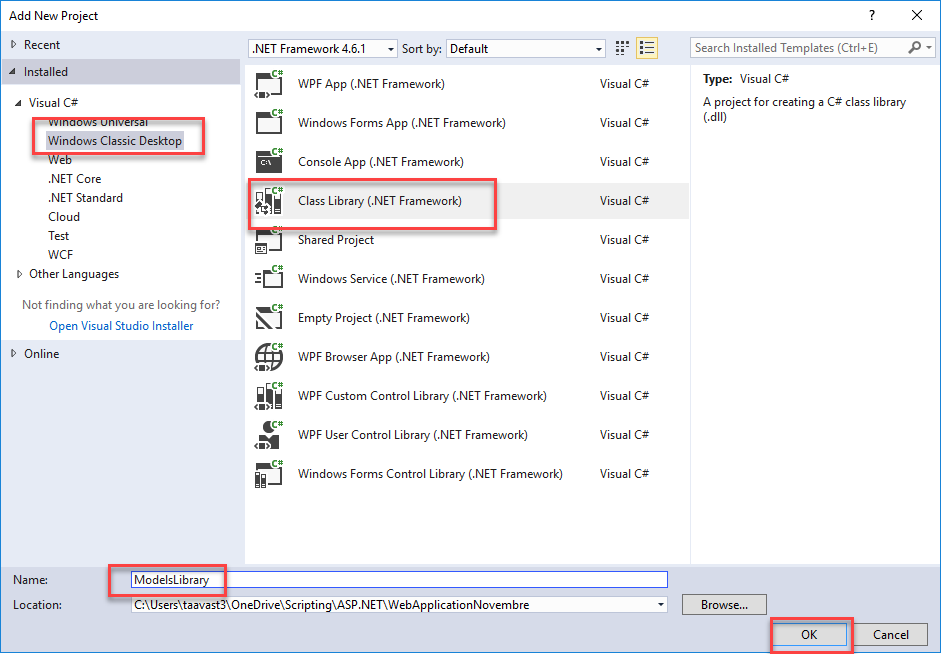 Add New Project
?
Recent
.NET Framework 4.6.1
Sort by:
Default
Search Installed Templates (Ctrl+E)
Installed
Visual C#
Windows Universal
Windows Classic Desktop
Web
.NET Core
.NET Standard
Cloud
Test
WCF
Other Languages
Not finding what you are looking for?
Open Visual Studio Installer
Online
C# WPF App (.NET Framework) Visual C#
C# Windows Forms App (.NET Framework) Visual C#
C# C:\ Console App (.NET Framework) Visual C#
C# Class Library (.NET Framework) Visual C#
C# Shared Project Visual C#
C# Windows Service (.NET Framework) Visual C#
C# Empty Project (.NET Framework) Visual C#
C# WPF Browser App (.NET Framework) Visual C#
C# WPF Custom Control Library (.NET Framework) Visual C#
C# WPF User Control Library (.NET Framework) Visual C#
C# Windows Forms Control Library (.NET Framework) Visual C#
Type: Visual C#
A project for creating a C# class library
(.dll)
Name: ModelsLibrary
Location: C:\Users\taavast3\OneDrive\Scripting\ASP.NET\WebApplicationNovembre
Browse...
OK
Cancel